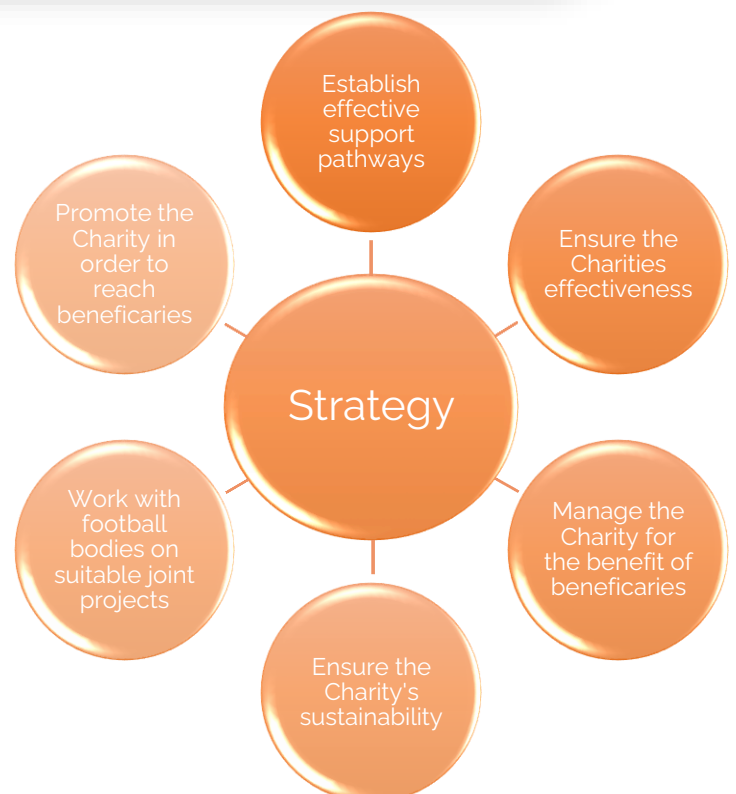 Establish
effective
support
pathways
Promote the
Charity in
order to
reach
beneficaries
Ensure the
Charities
effectiveness
Strategy
Work with
football
bodies on
suitable joint
projects
Manage the
Charity for
the benefit of
beneficaries
Ensure the
Charity's
sustainability